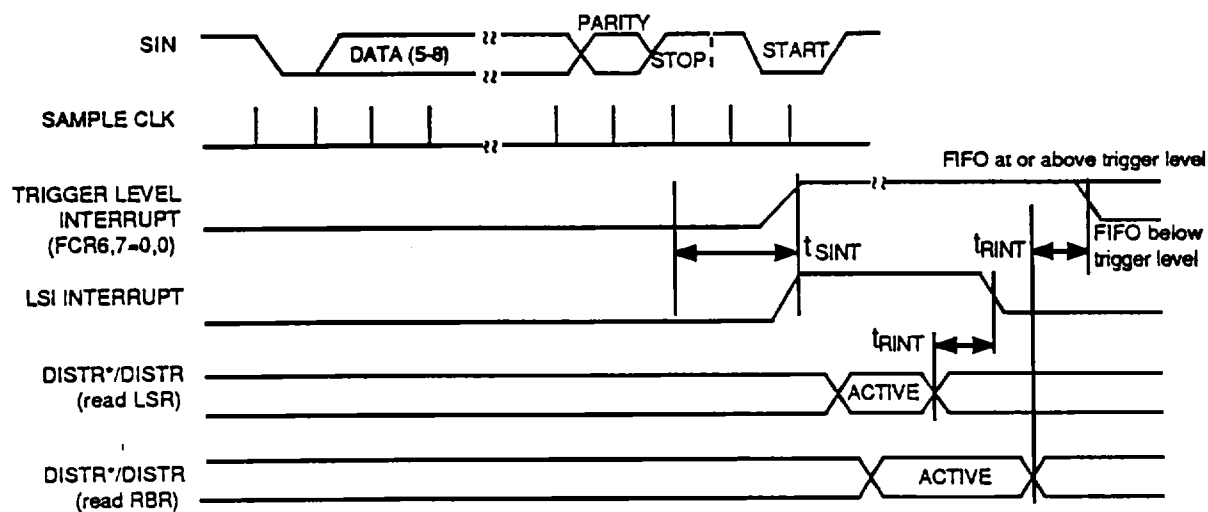 PARITY
SIN
DATA (5-8)
STOP
START
SAMPLE CLK
FIFO at or above trigger level
TRIGGER LEVEL
INTERRUPT
(FCR6,7=0,0)
tSINT
tRINT
FIFO below
trigger level
LSI INTERRUPT
tRINT
DISTR*/DISTR
(read LSR)
ACTIVE
DISTR*/DISTR
(read RBR)
ACTIVE